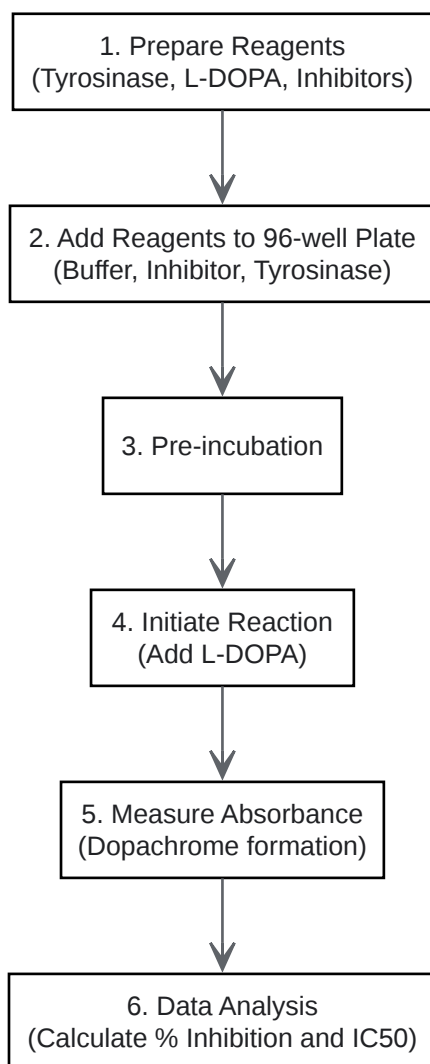 1. Prepare Reagents
(Tyrosinase, L-DOPA, Inhibitors)
2. Add Reagents to 96-well Plate
(Buffer, Inhibitor, Tyrosinase)
3. Pre-incubation
4. Initiate Reaction
(Add L-DOPA)
5. Measure Absorbance
(Dopachrome formation)
6. Data Analysis
(Calculate % Inhibition and IC50)